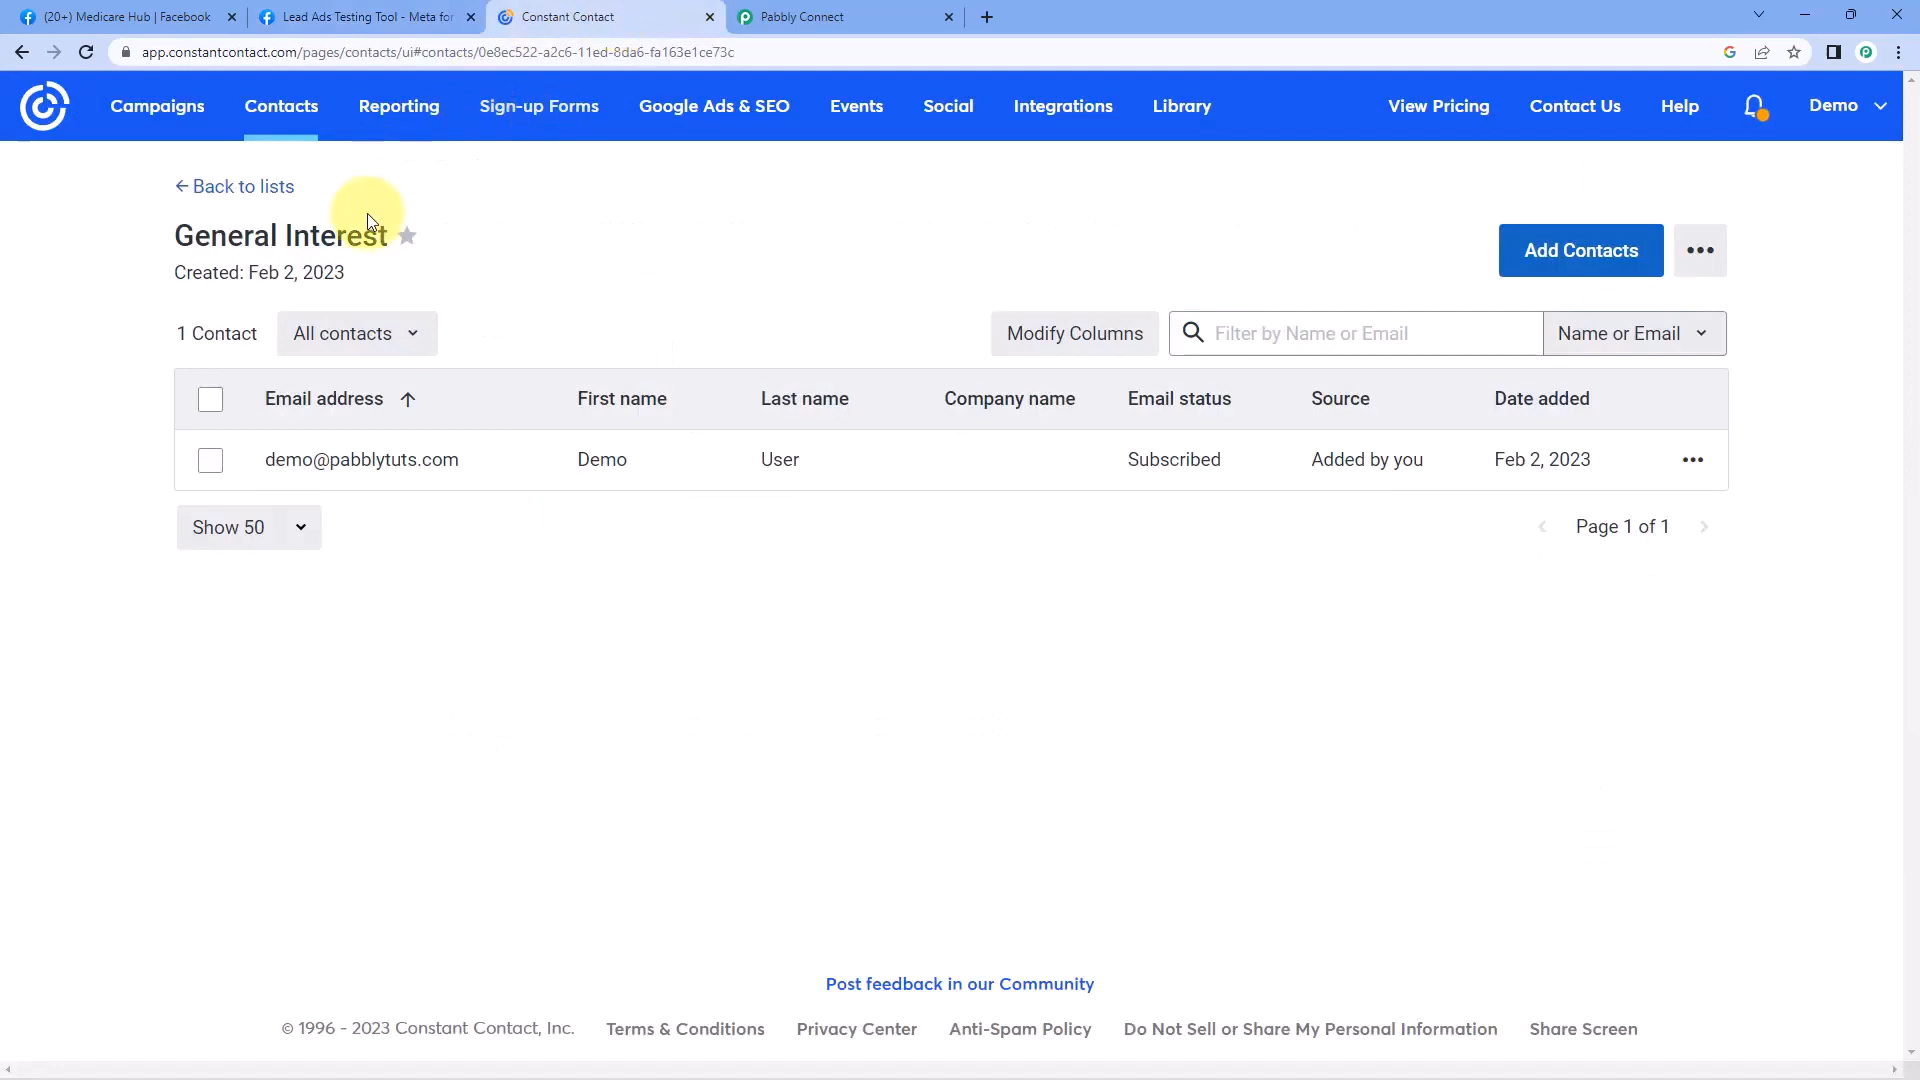 (20+) Medicare Hub | Facebook
Lead Ads Testing Tool - Meta for
Constant Contact
Pabbly Connect
app.constantcontact.com/pages/contacts/ui#contacts/0e8ec522-a2c6-11ed-8da6-fa163e1ce73c
Campaigns Contacts Reporting Sign-up Forms Google Ads & SEO Events Social Integrations Library View Pricing Contact Us Help Demo
Back to lists
General Interest
Created: Feb 2, 2023
Add Contacts
1 Contact All contacts Modify Columns Filter by Name or Email Name or Email
Email address First name Last name Company name Email status Source Date added
demo@pabblytuts.com Demo User Subscribed Added by you Feb 2, 2023
Show 50 Page 1 of 1
Post feedback in our Community
© 1996 - 2023 Constant Contact, Inc. Terms & Conditions Privacy Center Anti-Spam Policy Do Not Sell or Share My Personal Information Share Screen